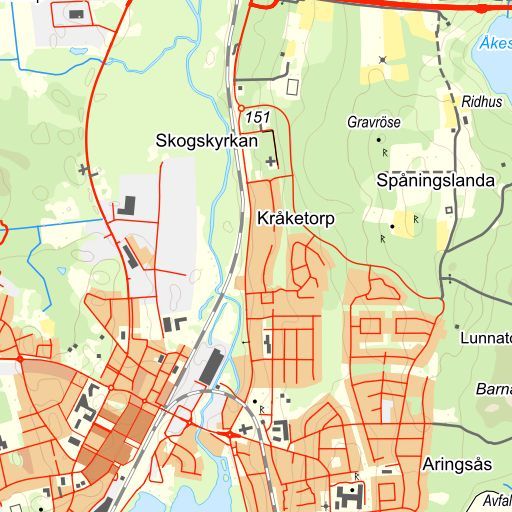 Åkes
Ridhus
151
Gravröse
Skogskyrkan
R
Spåningslanda
Kråketorp
R
R
Lunnato
Barna
R
Aringsås
R
R
Avfal